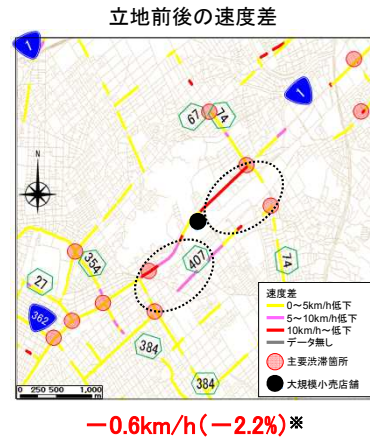 立地前後の速度差
1
1
67
74
N
407
354
74
27
362
384
384
速度差
0～5km/h低下
5～10km/h低下
10km/h～低下
データ無し
主要渋滞箇所
大規模小売店舗
0 250 500 1,000
m
－0.6km/h(－2.2%)※